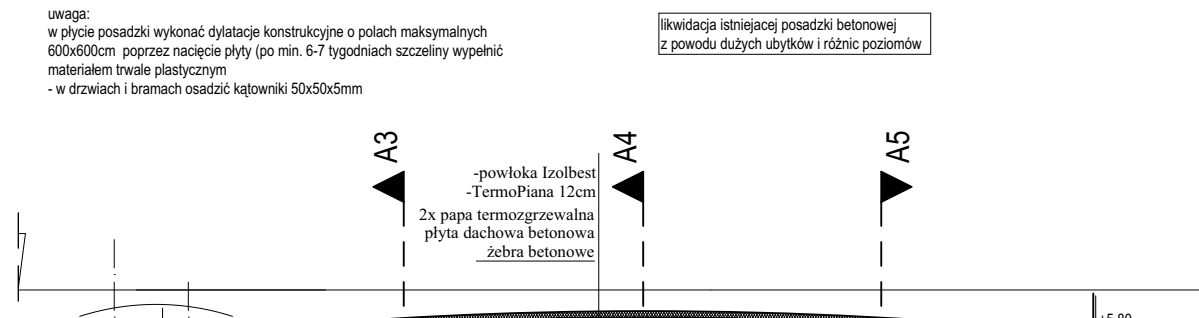 uwaga:
w płycie posadzki wykonać dylatacje konstrukcyjne o polach maksymalnych
600x600cm poprzez nacięcie płyty (po min. 6-7 tygodniach szczeliny wypełnić
materiałem trwale plastycznym
- w drzwiach i bramach osadzić kątowniki 50x50x5mm
likwidacja istniejacej posadzki betonowej
z powodu dużych ubytków i różnic poziomów
A3
A4
A5
-powłoka Izolbest
-TermoPiana 12cm
2x papa termozgrzewalna
płyta dachowa betonowa
żebra betonowe
+5.80